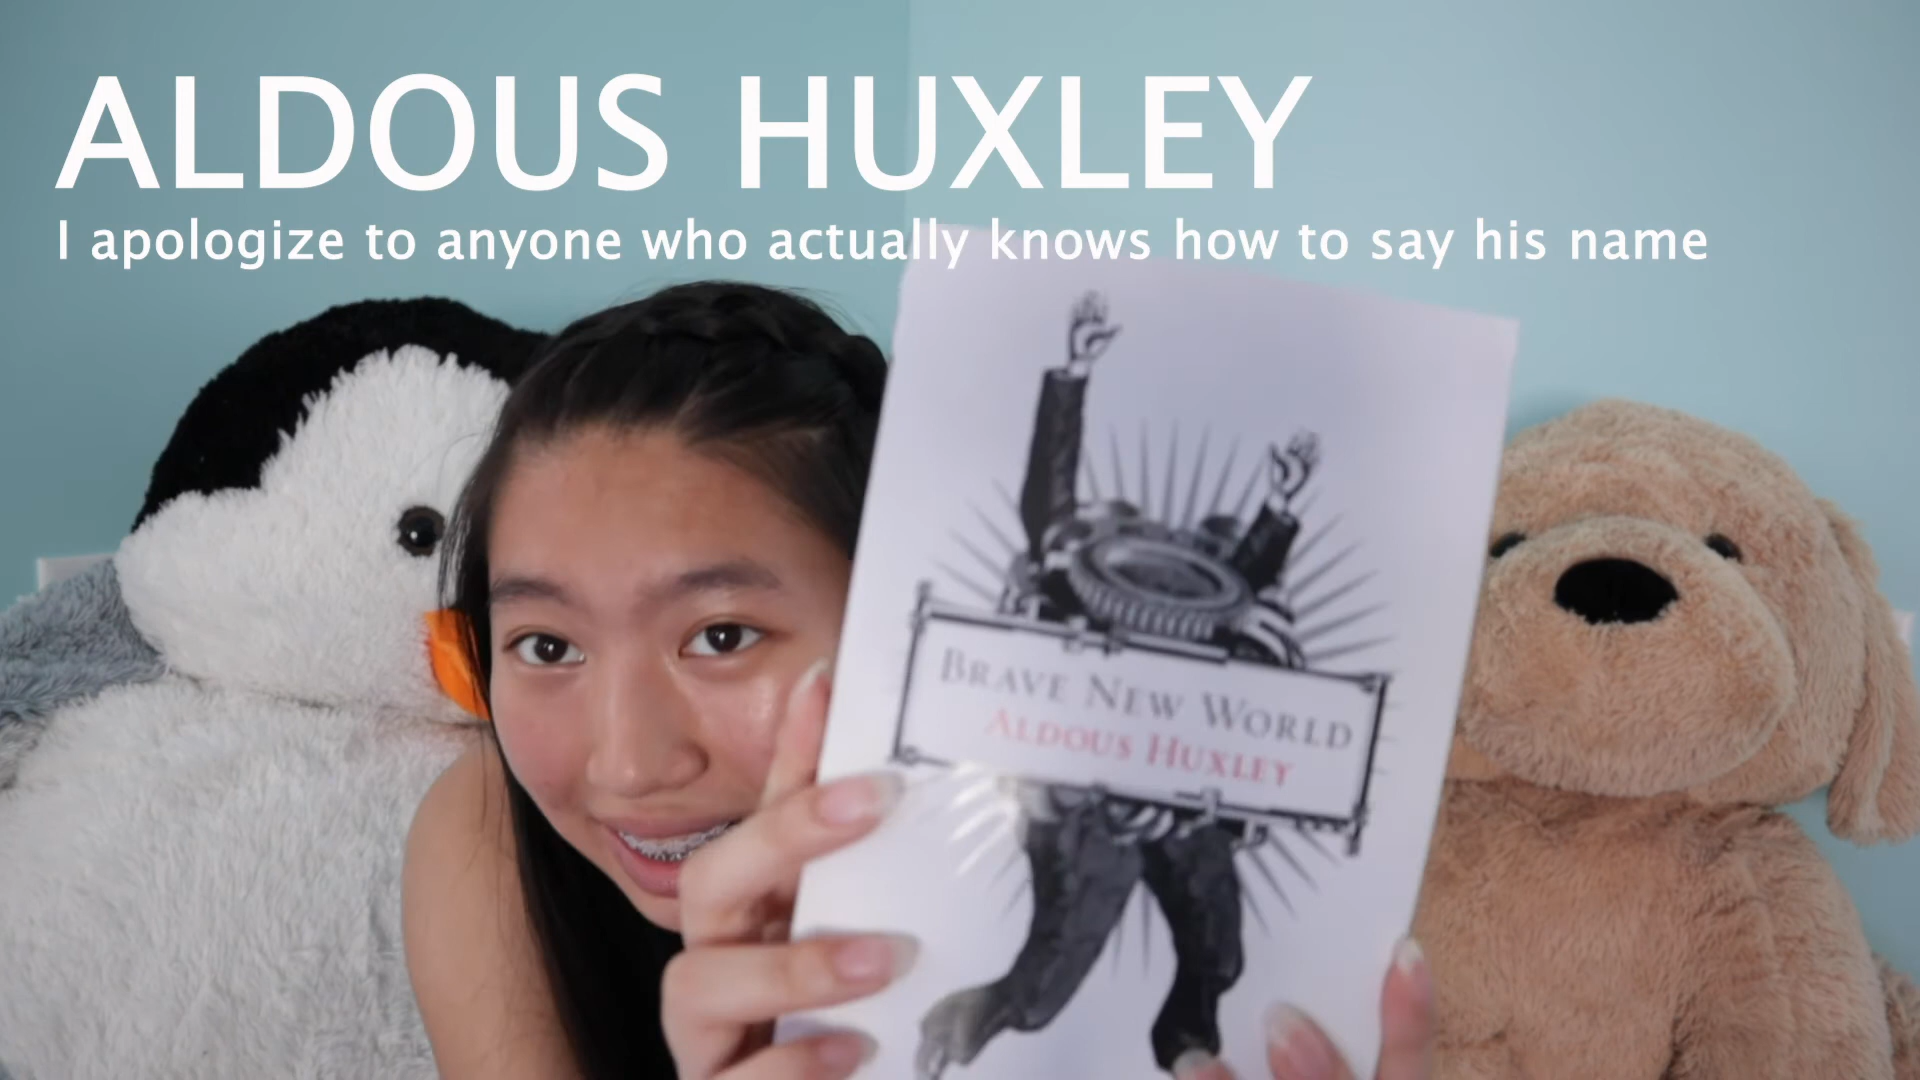 ALDOUS HUXLEY
I apologize to anyone who actually knows how to say his name
BRAVE NEW WORLD
ALDOUS HUXLEY